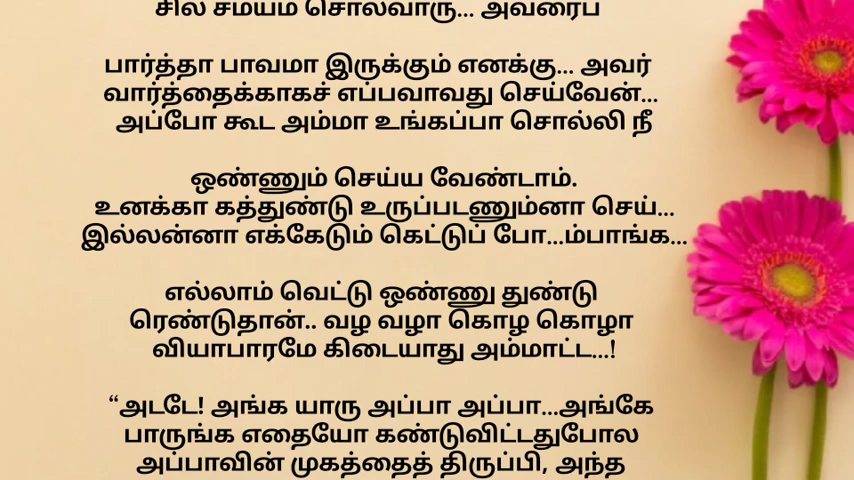 சில சமயம் சொல்வாரு... அவரைப்
பார்த்தா பாவமா இருக்கும் எனக்கு... அவர்
வார்த்தைக்காகச் எப்பவாவது செய்வேன்...
அப்போ கூட அம்மா உங்கப்பா சொல்லி நீ
ஒண்ணும் செய்ய வேண்டாம்.
உனக்கா கத்துண்டு உருப்படணும்னா செய்...
இல்லன்னா எக்கேடும் கெட்டுப் போ...ம்பாங்க...
எல்லாம் வெட்டு ஒண்ணு துண்டு
ரெண்டுதான்.. வழ வழா கொழ கொழா
வியாபாரமே கிடையாது அம்மாட்ட...!
“அடடே! அங்க யாரு அப்பா அப்பா...அங்கே
பாருங்க எதையோ கண்டுவிட்டதுபோல
அப்பாவின் முகத்தைத் திருப்பி, அந்த